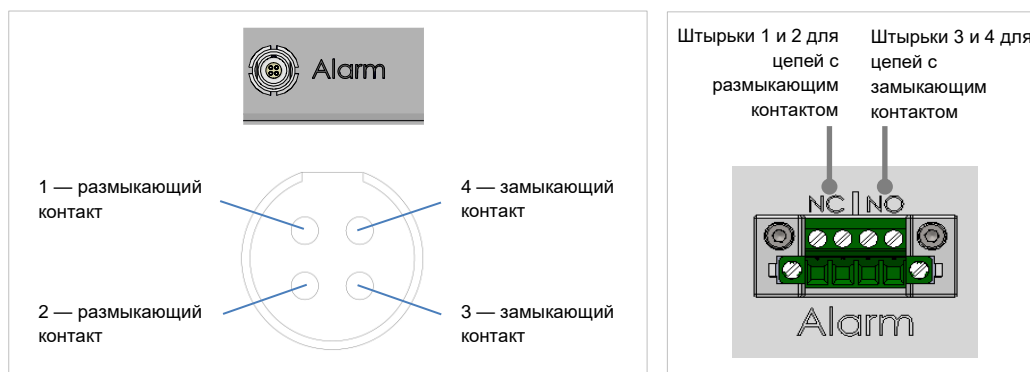 Alarm
1 — размыкающий
контакт
4 — замыкающий
контакт
2 — размыкающий
контакт
3 — замыкающий
контакт
Штырьки 1 и 2 для
цепей с
размыкающим
контактом
Штырьки 3 и 4 для
цепей с
замыкающим
контактом
NC | NO
Alarm